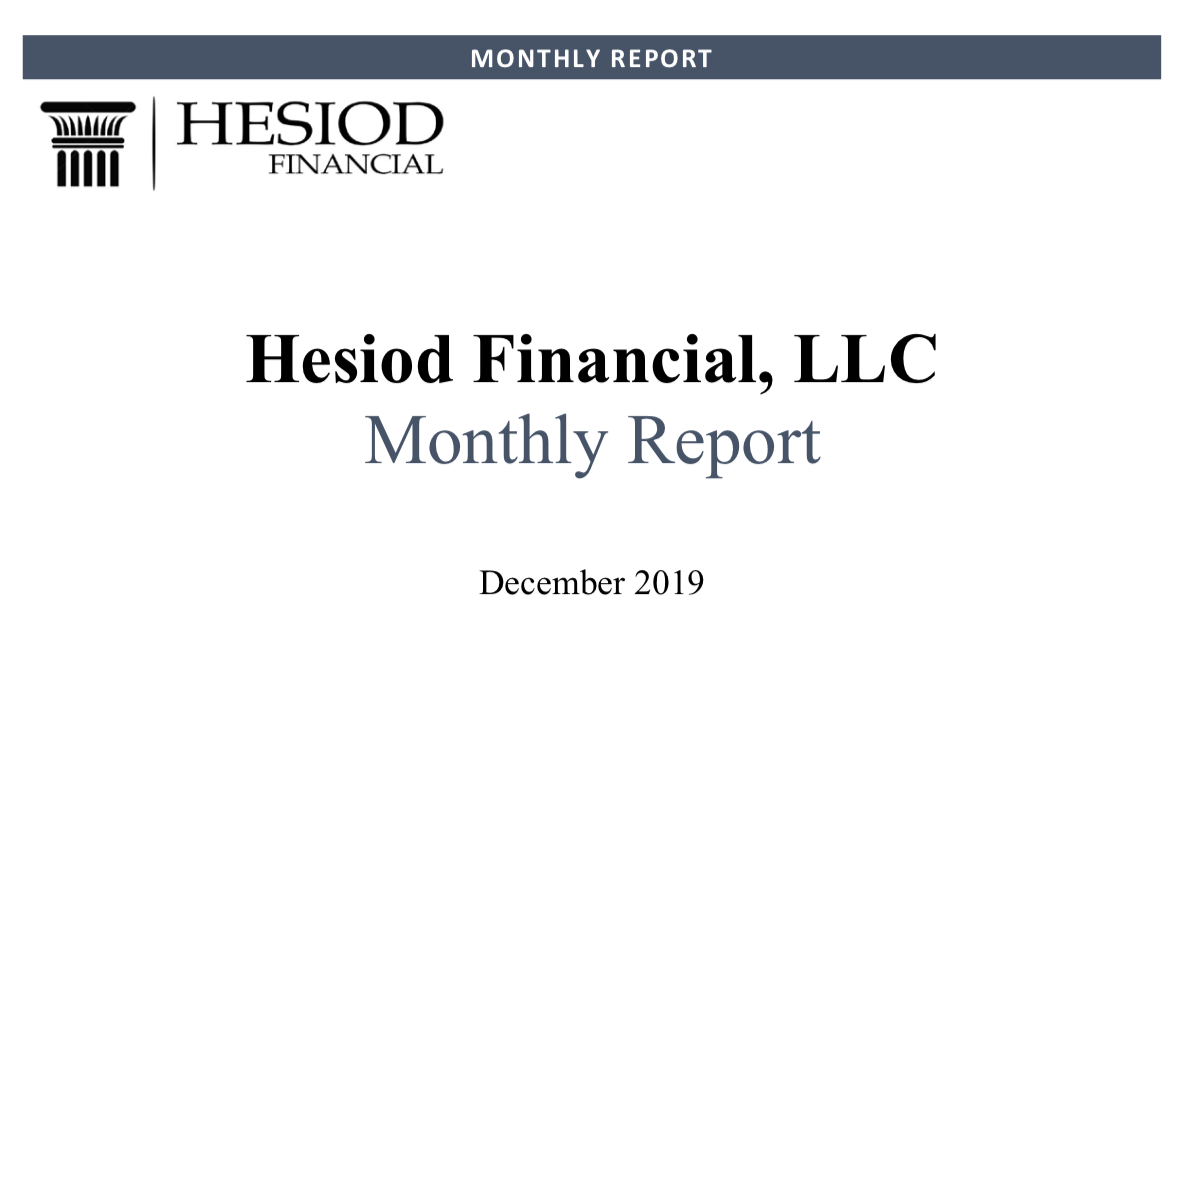 MONTHLY REPORT
HESIOD
FINANCIAL
Hesiod Financial, LLC
Monthly Report
December 2019